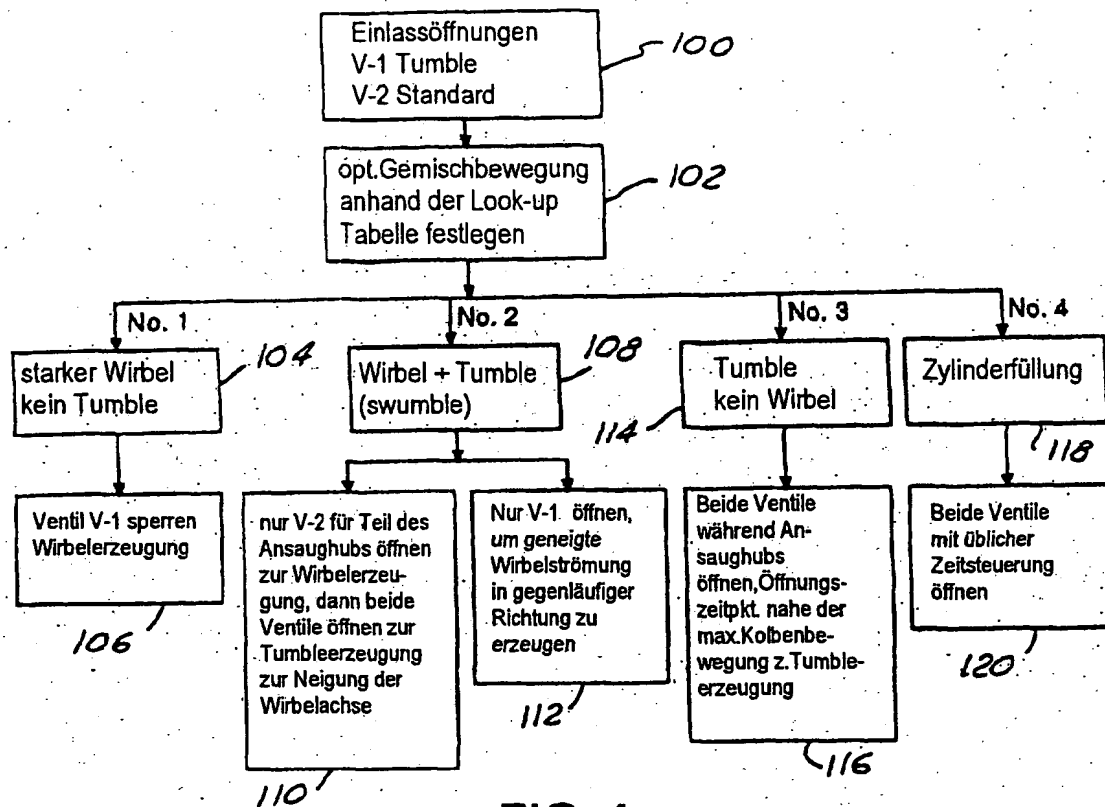 Einlassöffnungen
V-1 Tumble
V-2 Standard
100
opt.Gemischbewegung
anhand der Look-up
Tabelle festlegen
102
No. 1
No. 2
No. 3
No. 4
starker Wirbel
kein Tumble
104
Wirbel + Tumble
(swumble)
108
Tumble
kein Wirbel
114
Zylinderfüllung
118
Ventil V-1 sperren
Wirbelerzeugung
106
nur V-2 für Teil des
Ansaughubs öffnen
zur Wirbelerzeu-
gung, dann beide
Ventile öffnen zur
Tumbleerzeugung
zur Neigung der
Wirbelachse
110
Nur V-1 öffnen,
um geneigte
Wirbelströmung
in gegenläufiger
Richtung zu
erzeugen
112
Beide Ventile
während An-
saughubs
öffnen,Öffnungs-
zeitpkt. nahe der
max.Kolbenbe-
wegung z.Tumble-
erzeugung
116
Beide Ventile
mit üblicher
Zeitsteuerung
öffnen
120